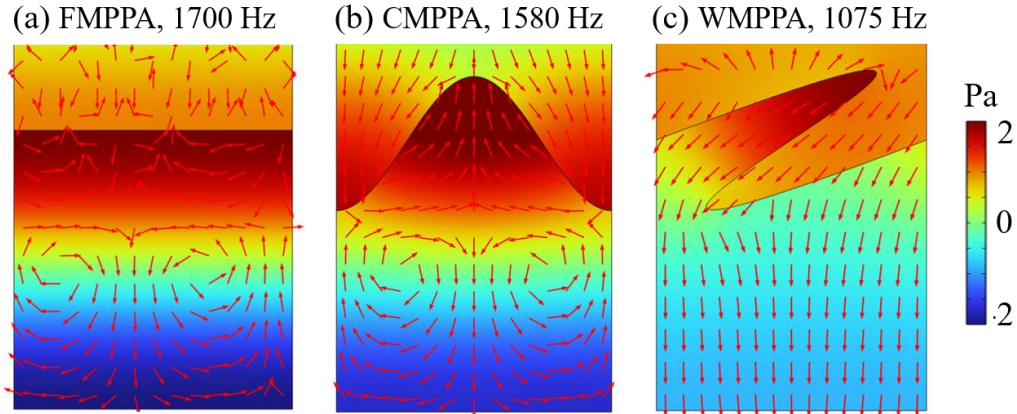 (a) FMPPA, 1700 Hz
(b) CMPPA, 1580 Hz
(c) WMPPA, 1075 Hz
Pa
2
0
-2